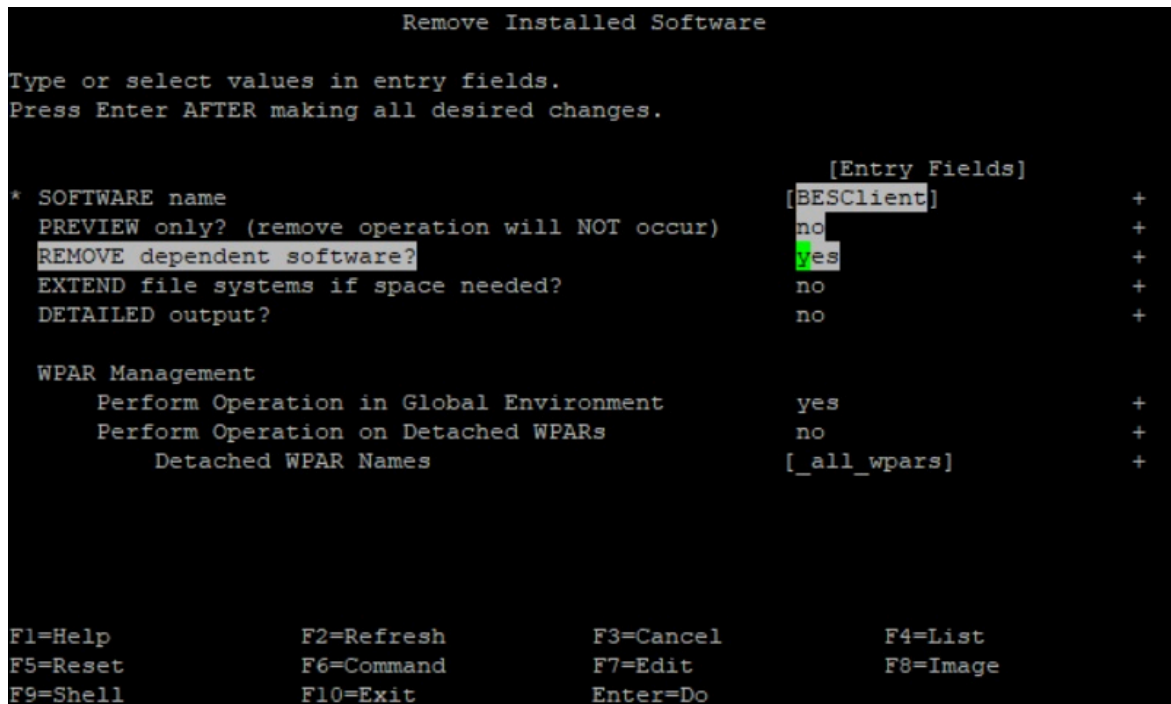 Remove Installed Software
Type or select values in entry fields.
Press Enter AFTER making all desired changes.
[Entry Fields]
* SOFTWARE name [BESClient] +
PREVIEW only? (remove operation will NOT occur) no +
REMOVE dependent software? yes +
EXTEND file systems if space needed? no +
DETAILED output? no +
WPAR Management
Perform Operation in Global Environment yes +
Perform Operation on Detached WPARs no +
Detached WPAR Names [_all_wpars] +
F1=Help F2=Refresh F3=Cancel F4=List
F5=Reset F6=Command F7=Edit F8=Image
F9=Shell F10=Exit Enter=Do